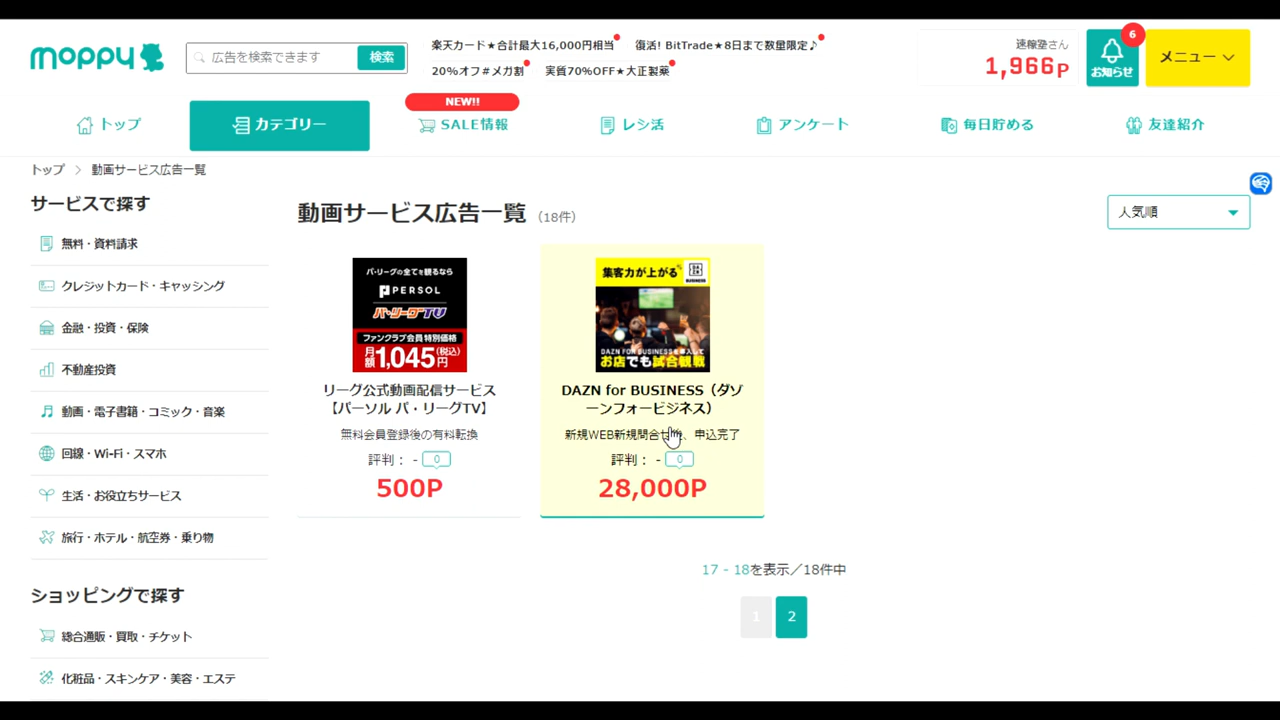 moppy
広告を検索できます
検索
楽天カード★合計最大16,000円相当
復活! BitTrade★8日まで数量限定♪
20%オフ#メガ割
実質70%OFF★大正製薬
速稼塾さん
1,966P
6
お知らせ
メニュー
NEW!!
トップ
カテゴリー
SALE情報
レシ活
アンケート
毎日貯める
友達紹介
トップ > 動画サービス広告一覧
サービスで探す
無料・資料請求
クレジットカード・キャッシング
金融・投資・保険
不動産投資
動画・電子書籍・コミック・音楽
回線・Wi-Fi・スマホ
生活・お役立ちサービス
旅行・ホテル・航空券・乗り物
ショッピングで探す
総合通販・買取・チケット
化粧品・スキンケア・美容・エステ
動画サービス広告一覧 (18件)
人気順
パ・リーグの全てを観るなら
PERSOL
パ・リーグTV
ファンクラブ会員特別価格
月額1,045円(税込)
リーグ公式動画配信サービス
【パーソル パ・リーグTV】
無料会員登録後の有料転換
評判： - 0
500P
集客力が上がる
DAZN
BUSINESS
DAZN FOR BUSINESSを導入して
お店でも試合観戦
DAZN for BUSINESS（ダゾ
ーンフォービジネス）
新規WEB新規問合せ後、申込完了
評判： - 0
28,000P
17 - 18を表示／18件中
1
2